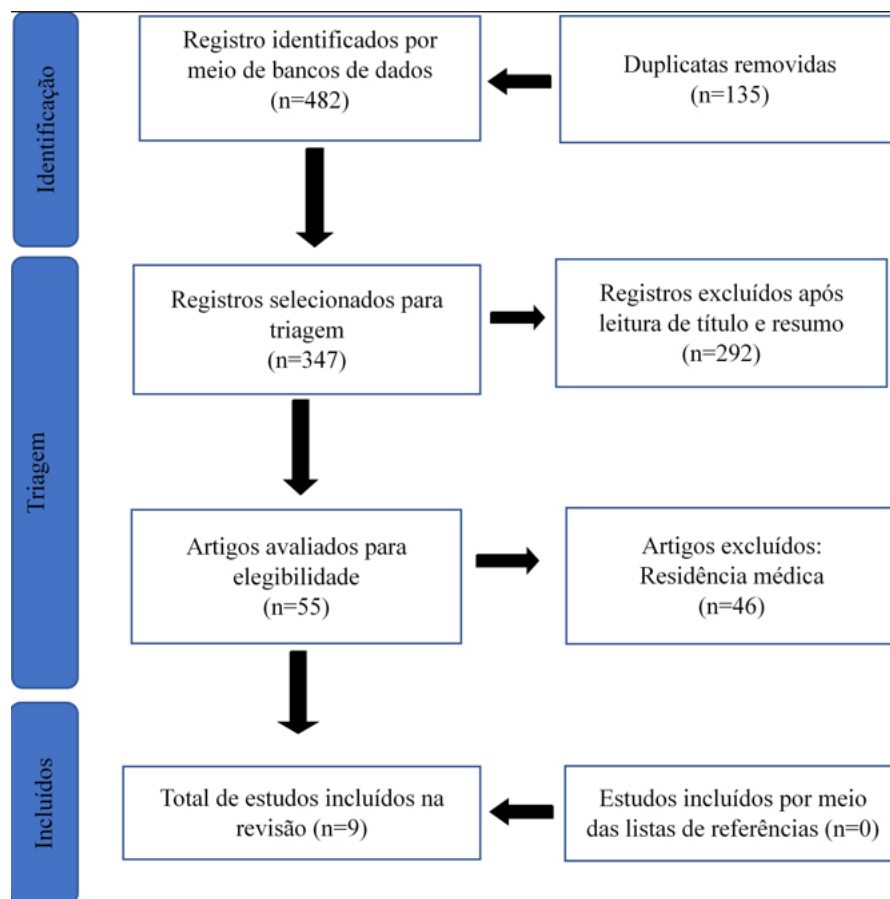 Identificação
Registro identificados por
meio de bancos de dados
(n=482)
Duplicatas removidas
(n=135)
Triagem
Registros selecionados para
triagem
(n=347)
Registros excluídos após
leitura de título e resumo
(n=292)
Artigos avaliados para
elegibilidade
(n=55)
Artigos excluídos:
Residência médica
(n=46)
Incluídos
Total de estudos incluídos na
revisão (n=9)
Estudos incluídos por meio
das listas de referências (n=0)